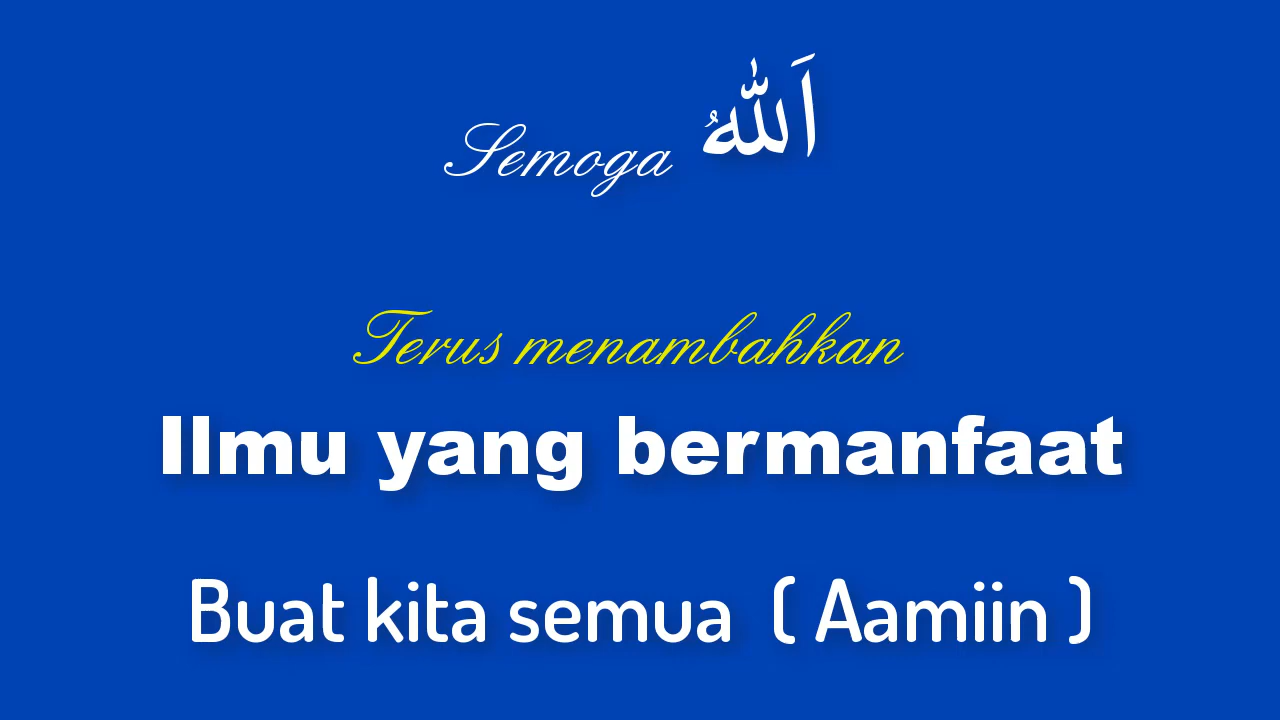 Semoga اَللّٰهُ
Terus menambahkan
Ilmu yang bermanfaat
Buat kita semua ( Aamiin )